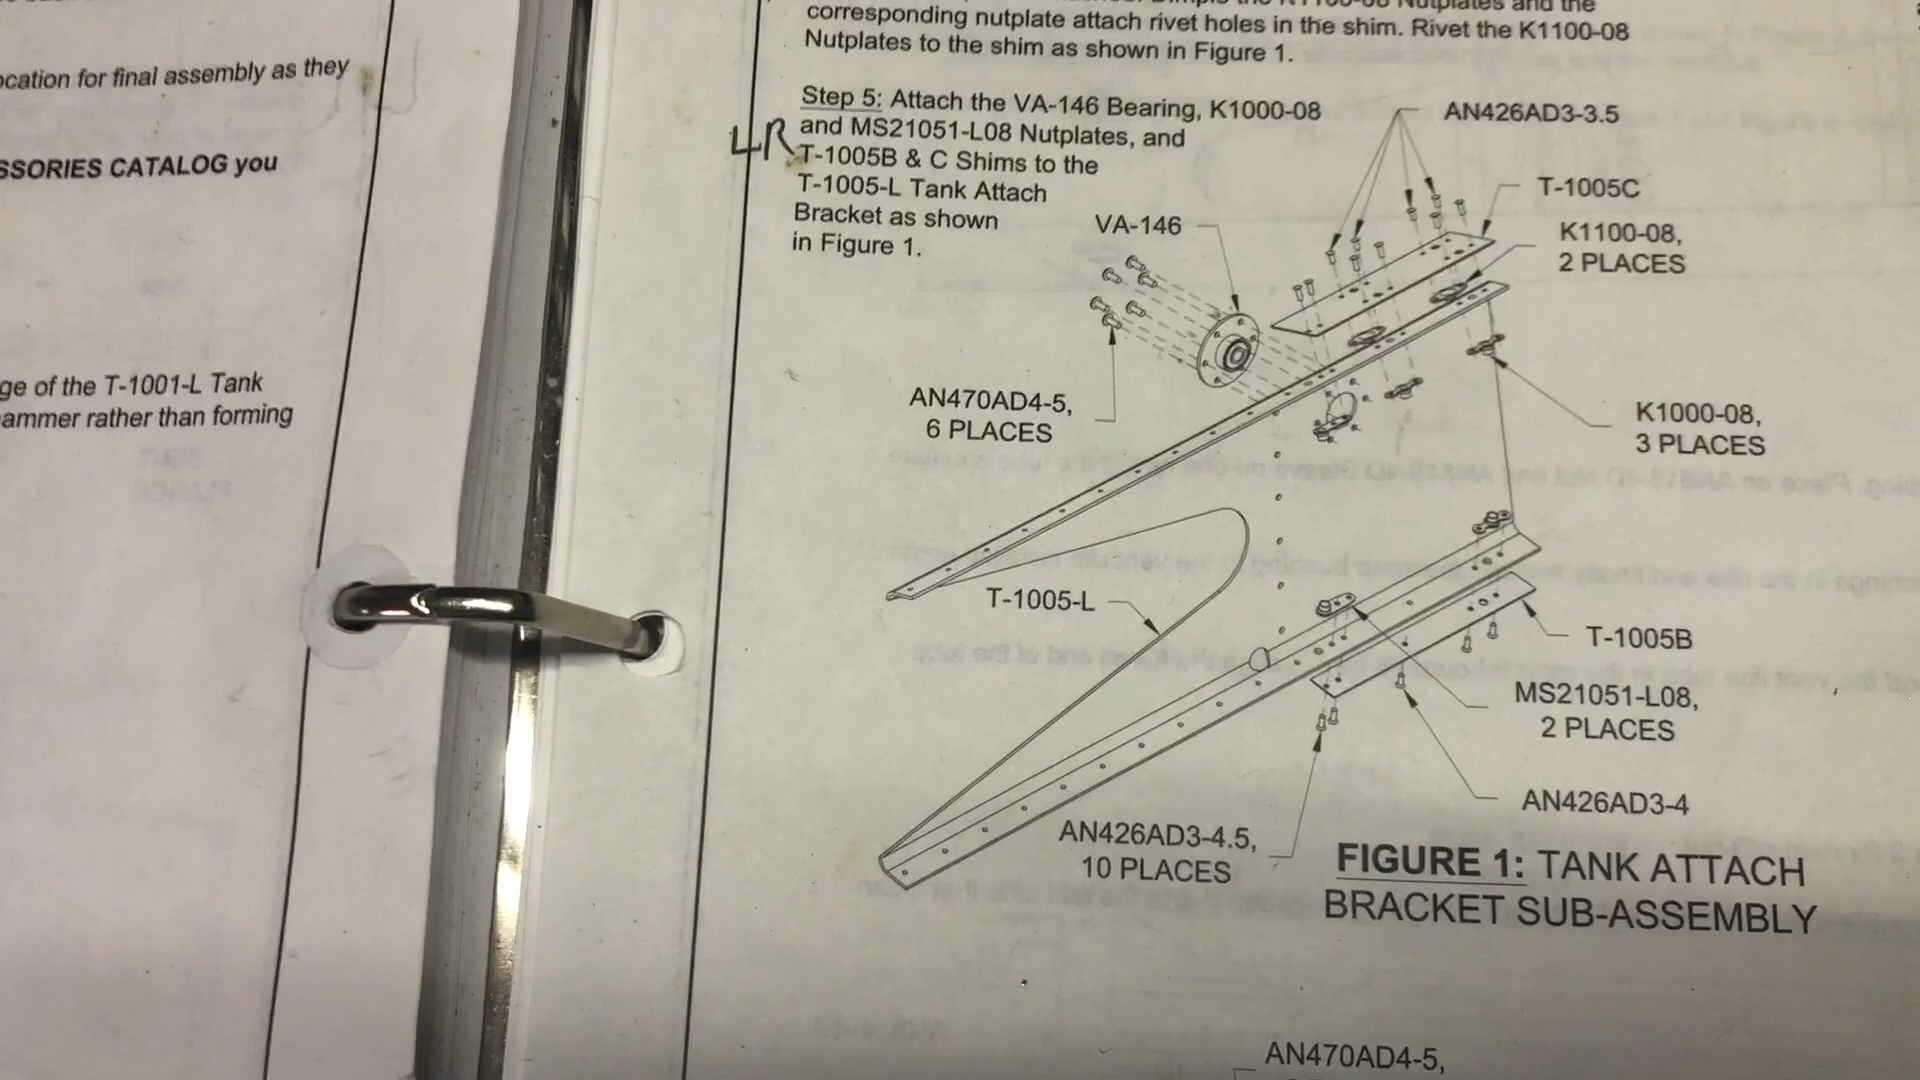 ocation for final assembly as they
SSORIES CATALOG you
ge of the T-1001-L Tank
ammer rather than forming
corresponding nutplate attach rivet holes in the shim. Rivet the K1100-08
Nutplates to the shim as shown in Figure 1.
Step 5: Attach the VA-146 Bearing, K1000-08
and MS21051-L08 Nutplates, and
T-1005B & C Shims to the
T-1005-L Tank Attach
Bracket as shown
in Figure 1.
LR
AN426AD3-3.5
T-1005C
VA-146
K1100-08,
2 PLACES
AN470AD4-5,
6 PLACES
K1000-08,
3 PLACES
T-1005-L
T-1005B
MS21051-L08,
2 PLACES
AN426AD3-4
AN426AD3-4.5,
10 PLACES
FIGURE 1: TANK ATTACH
BRACKET SUB-ASSEMBLY
AN470AD4-5,